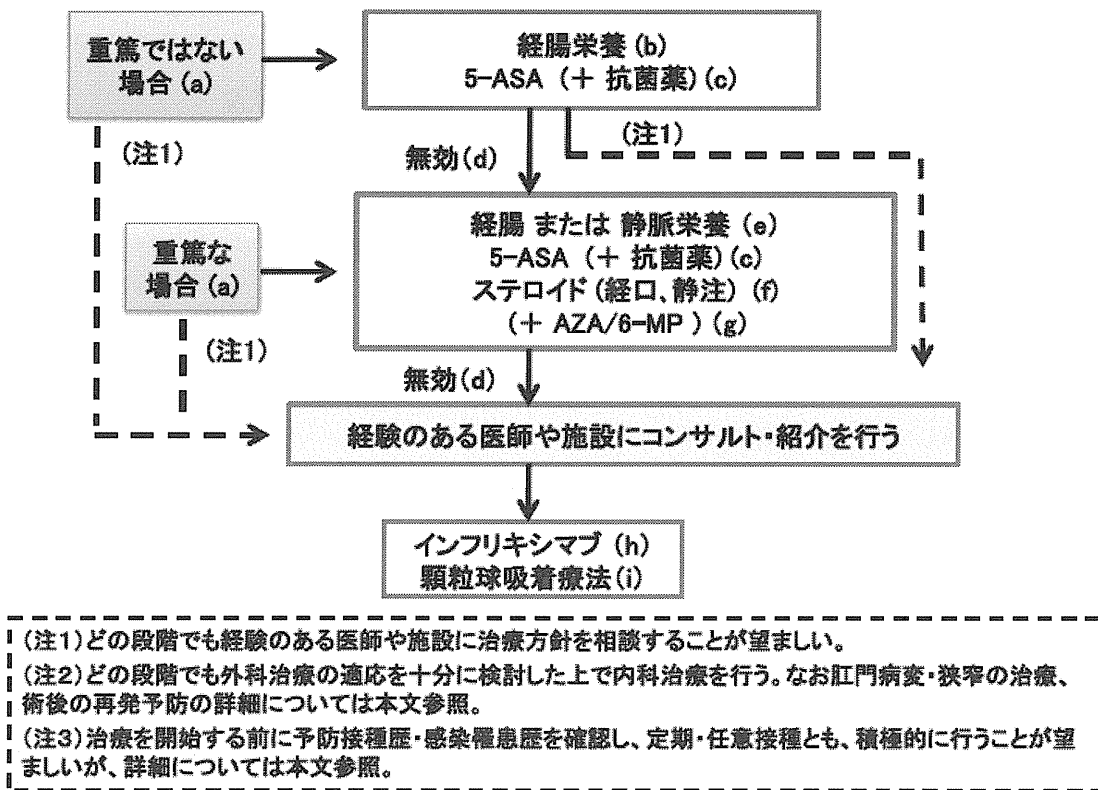 重篤ではない
場合(a)
経腸栄養(b)
5-ASA (+ 抗菌薬)(c)
(注1)
(注1)
無効(d)
重篤な
場合(a)
経腸 または 静脈栄養 (e)
5-ASA (+ 抗菌薬)(c)
ステロイド(経口、静注) (f)
(+ AZA/6-MP )(g)
(注1)
無効(d)
経験のある医師や施設にコンサルト・紹介を行う
インフリキシマブ (h)
顆粒球吸着療法(i)
(注1)どの段階でも経験のある医師や施設に治療方針を相談することが望ましい。
(注2)どの段階でも外科治療の適応を十分に検討した上で内科治療を行う。なお肛門病変・狭窄の治療、
術後の再発予防の詳細については本文参照。
(注3)治療を開始する前に予防接種歴・感染罹患歴を確認し、定期・任意接種とも、積極的に行うことが望
ましいが、詳細については本文参照。